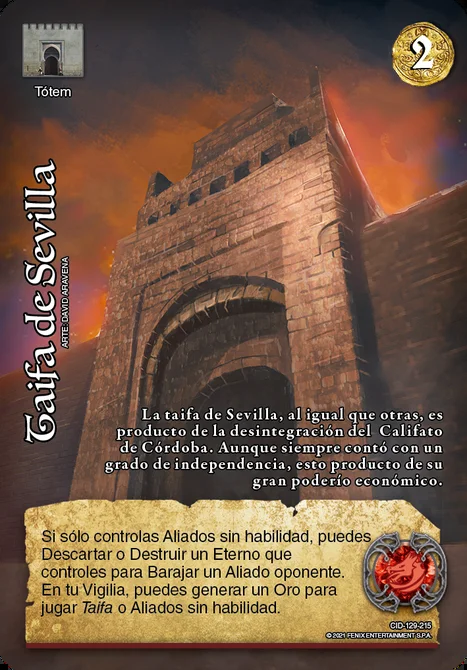 2
Tótem
Taifa de Sevilla
ARTE: DAVID ARAVENA
La taifa de Sevilla, al igual que otras, es
producto de la desintegración del Califato
de Córdoba. Aunque siempre contó con un
grado de independencia, esto producto de su
gran poderío económico.
Si sólo controlas Aliados sin habilidad, puedes
Descartar o Destruir un Eterno que
controles para Barajar un Aliado oponente.
En tu Vigilia, puedes generar un Oro para
jugar Taifa o Aliados sin habilidad.
CID-129-215
©2021 FENIX ENTERTAINMENT S.P.A.